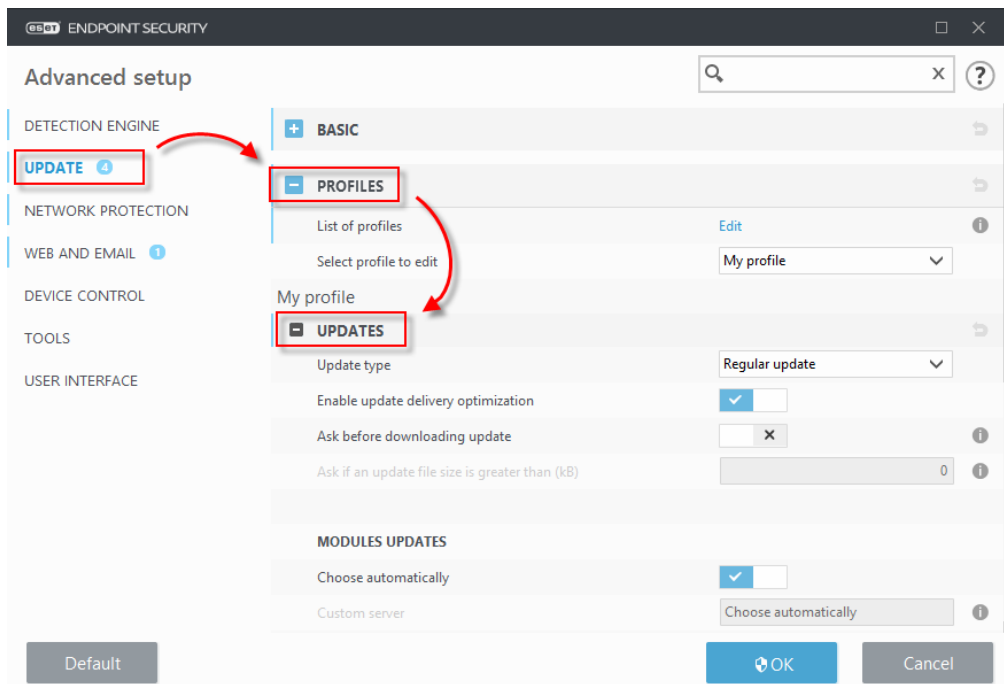 eset ENDPOINT SECURITY
Advanced setup
x
?
DETECTION ENGINE
UPDATE 4
NETWORK PROTECTION
WEB AND EMAIL 1
DEVICE CONTROL
TOOLS
USER INTERFACE
BASIC
PROFILES
List of profiles Edit
Select profile to edit My profile
My profile
UPDATES
Update type Regular update
Enable update delivery optimization
Ask before downloading update
Ask if an update file size is greater than (kB) 0
MODULES UPDATES
Choose automatically
Custom server Choose automatically
Default OK Cancel